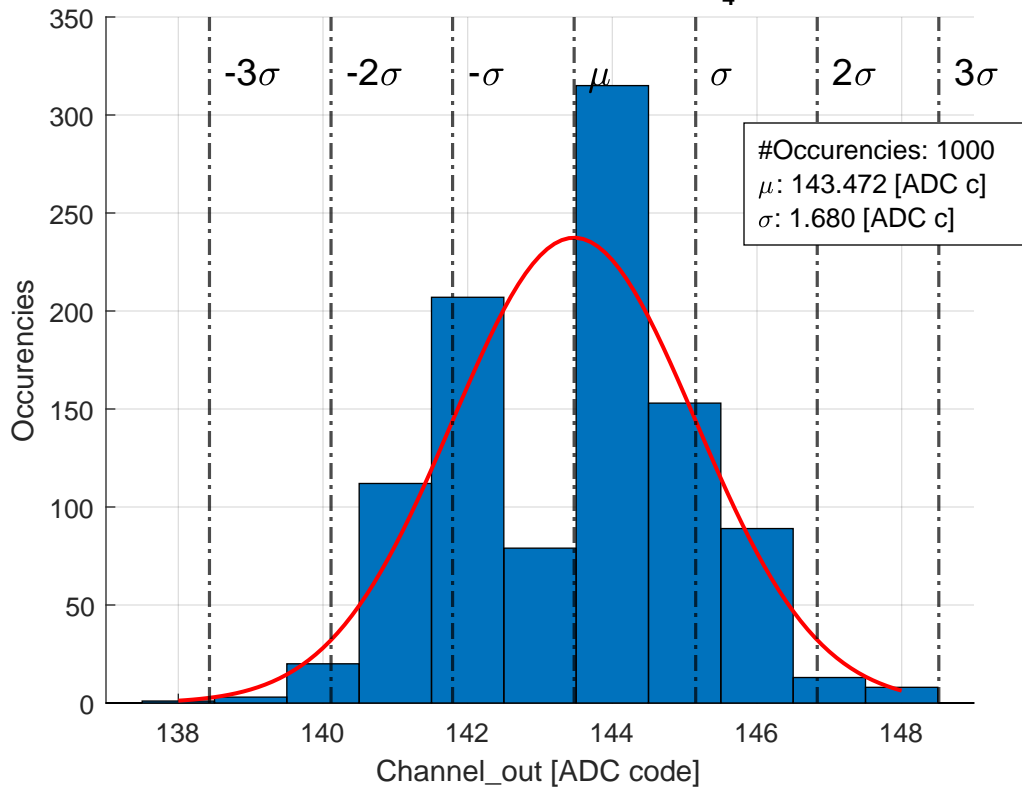 4
350
300
250
200
150
100
50
0
-3σ
-2σ
-σ
μ
σ
2σ
3σ
#Occurencies: 1000
μ: 143.472 [ADC c]
σ: 1.680 [ADC c]
Occurencies
138
140
142
144
146
148
Channel_out [ADC code]